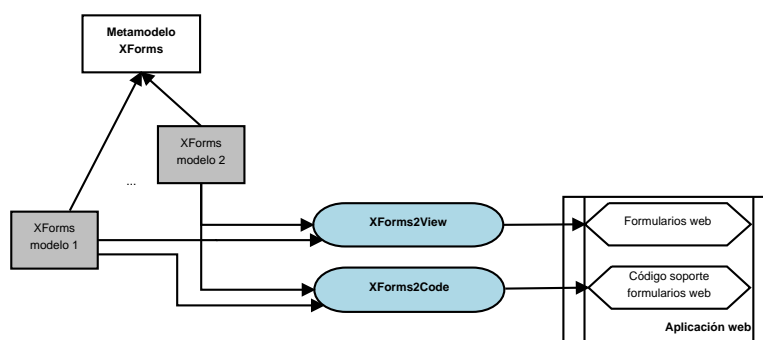 Metamodelo
XForms
XForms
modelo 2
...
XForms
modelo 1
XForms2View
Formularios web
XForms2Code
Código soporte
formularios web
Aplicación web